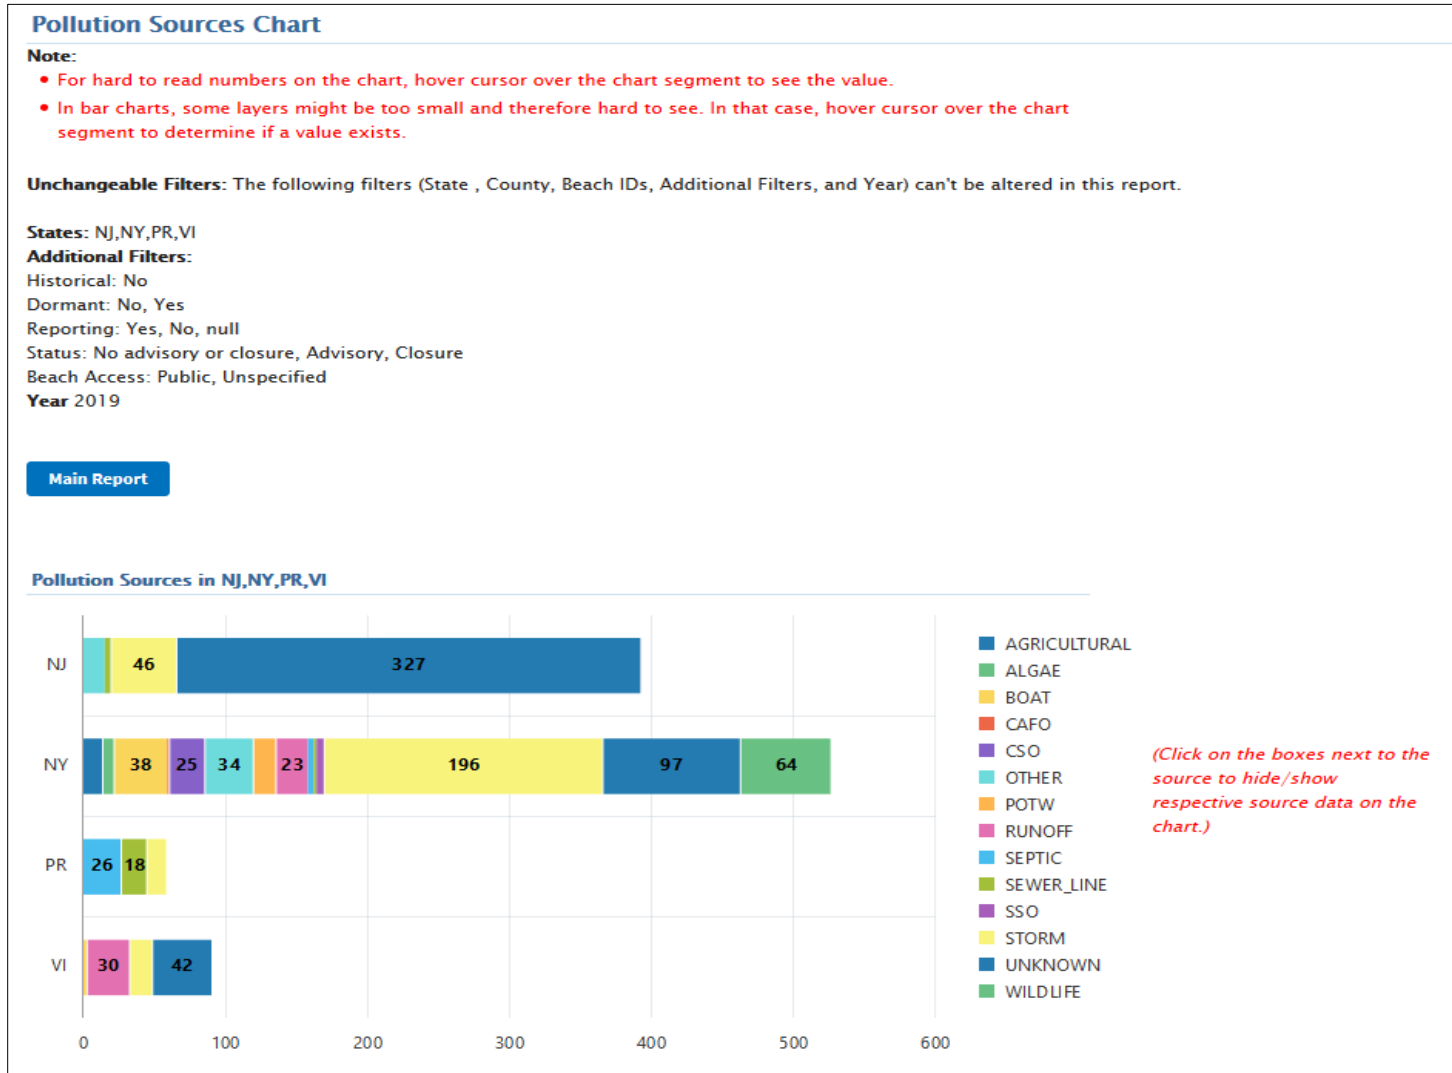 Pollution Sources Chart
Note:
• For hard to read numbers on the chart, hover cursor over the chart segment to see the value.
• In bar charts, some layers might be too small and therefore hard to see. In that case, hover cursor over the chart
segment to determine if a value exists.
Unchangeable Filters: The following filters (State , County, Beach IDs, Additional Filters, and Year) can't be altered in this report.
States: NJ,NY,PR,VI
Additional Filters:
Historical: No
Dormant: No, Yes
Reporting: Yes, No, null
Status: No advisory or closure, Advisory, Closure
Beach Access: Public, Unspecified
Year 2019
Main Report
Pollution Sources in NJ,NY,PR,VI
NJ 46 327
NY 38 25 34 23 196 97 64
PR 26 18
VI 30 42
0 100 200 300 400 500 600
AGRICULTURAL
ALGAE
BOAT
CAFO
CSO
OTHER
POTW
RUNOFF
SEPTIC
SEWER_LINE
SSO
STORM
UNKNOWN
WILDLIFE
(Click on the boxes next to the
source to hide/show
respective source data on the
chart.)